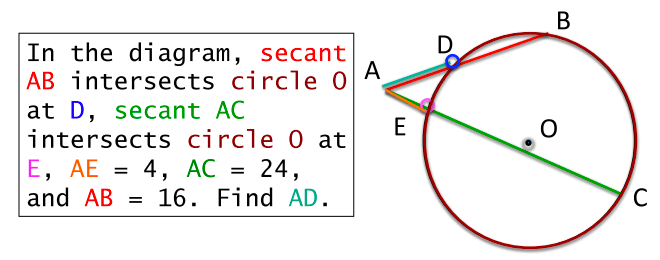 In the diagram, secant
AB intersects circle O
at D, secant AC
intersects circle O at
E, AE = 4, AC = 24,
and AB = 16. Find AD.
B
D
A
E
O
C